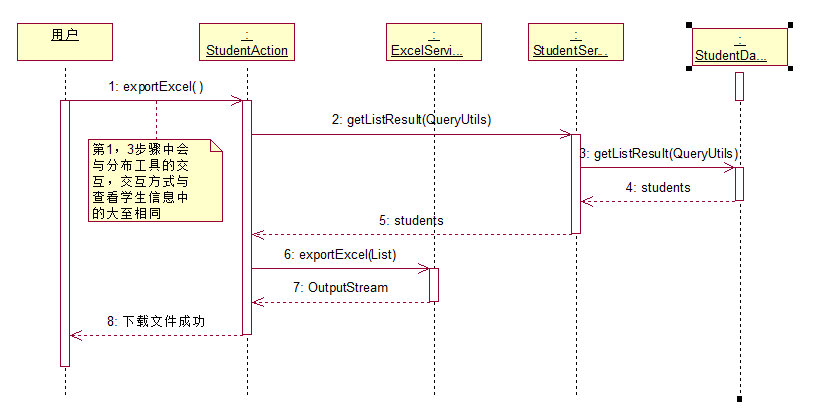 用户
:
StudentAction
:
ExcelServi...
:
StudentSer...
:
StudentDa...
1: exportExcel( )
2: getListResult(QueryUtils)
第1，3步骤中会
与分布工具的交
互，交互方式与
查看学生信息中
的大至相同
3: getListResult(QueryUtils)
4: students
5: students
6: exportExcel(List)
7: OutputStream
8: 下载文件成功